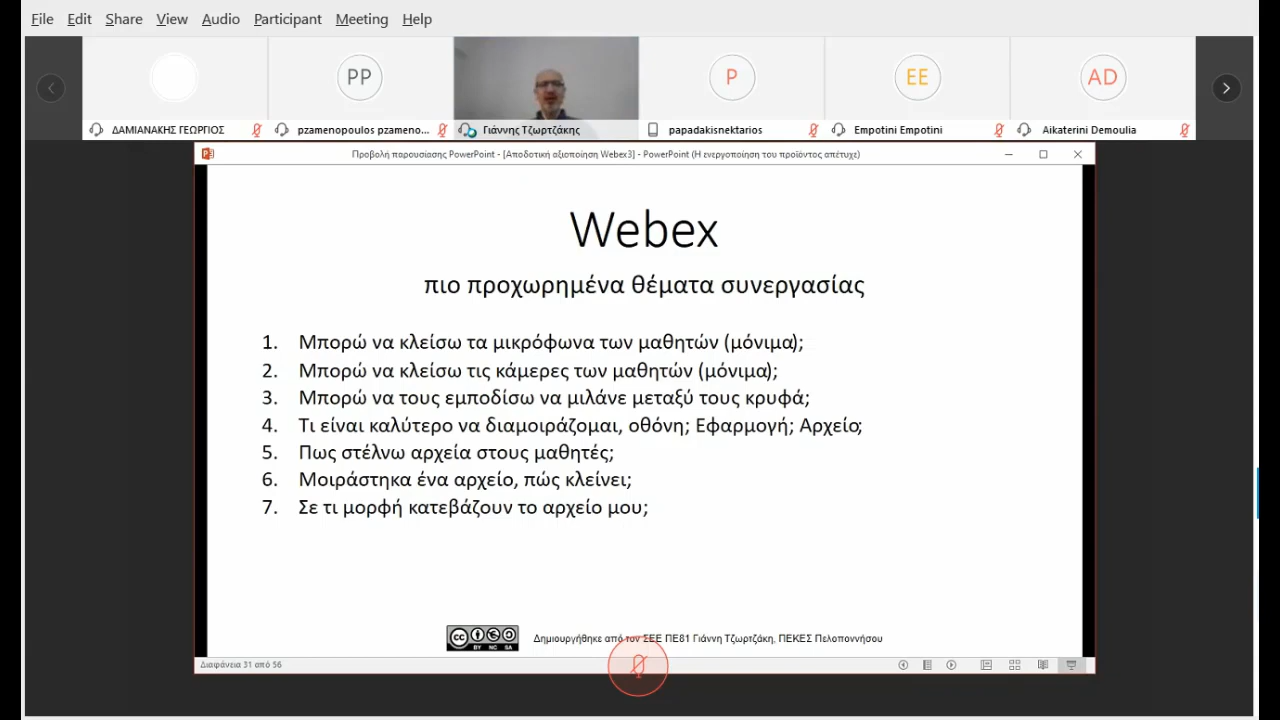 File Edit Share View Audio Participant Meeting Help
PP P EE AD
ΔΑΜΙΑΝΑΚΗΣ ΓΕΩΡΓΙΟΣ pzamenopoulos pzameno... Γιάννης Τζωρτζάκης papadakisnektarios Empotini Empotini Aikaterini Demoulia
Προβολή παρουσίασης PowerPoint - [Αποδοτική αξιοποίηση Webex3] - PowerPoint (Η ενεργοποίηση του προϊόντος απέτυχε)
Webex
πιο προχωρημένα θέματα συνεργασίας
1. Μπορώ να κλείσω τα μικρόφωνα των μαθητών (μόνιμα);
2. Μπορώ να κλείσω τις κάμερες των μαθητών (μόνιμα);
3. Μπορώ να τους εμποδίσω να μιλάνε μεταξύ τους κρυφά;
4. Τι είναι καλύτερο να διαμοιράζομαι, οθόνη; Εφαρμογή; Αρχείο;
5. Πως στέλνω αρχεία στους μαθητές;
6. Μοιράστηκα ένα αρχείο, πώς κλείνει;
7. Σε τι μορφή κατεβάζουν το αρχείο μου;
cc BY NC SA Δημιουργήθηκε από τον ΣΕΕ ΠΕ81 Γιάννη Τζωρτζάκη, ΠΕΚΕΣ Πελοποννήσου
Διαφάνεια 31 από 56